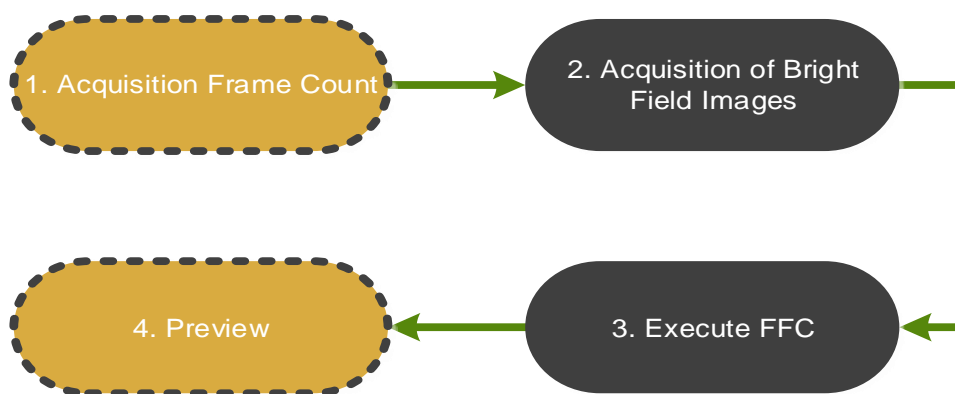 1. Acquisition Frame Count
2. Acquisition of Bright
Field Images
3. Execute FFC
4. Preview